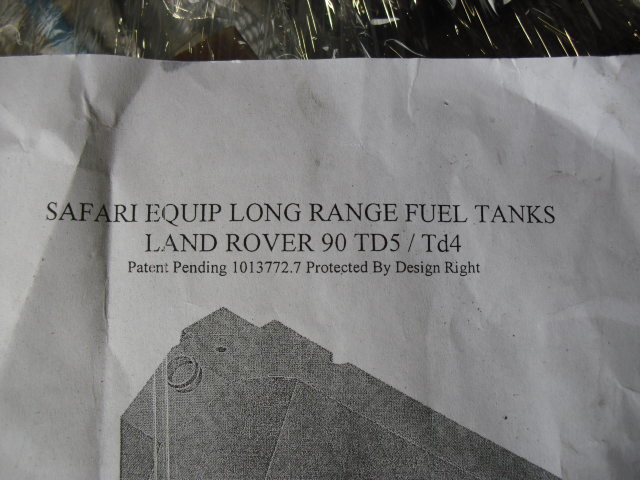 SAFARI EQUIP LONG RANGE FUEL TANKS
LAND ROVER 90 TD5 / Td4
Patent Pending 1013772.7 Protected By Design Right